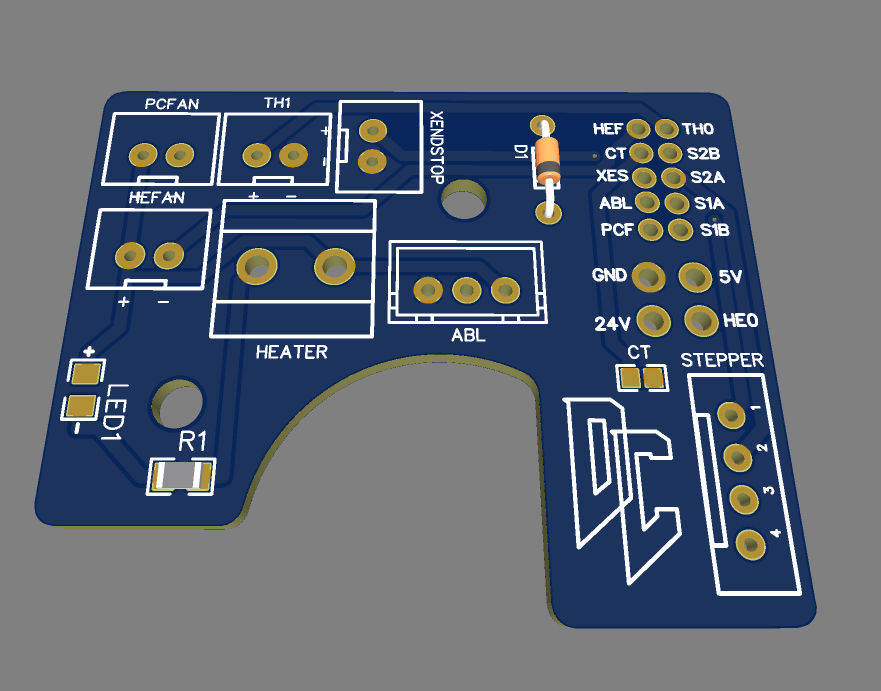 PCFAN
TH1
XENDSTOP
+
-
+ -
HEFAN
+ -
HEATER
ABL
D1
HEF TH0
CT S2B
XES S2A
ABL S1A
PCF S1B
GND 5V
24V HE0
CT
STEPPER
1
2
3
4
+
LED1
-
R1
DC